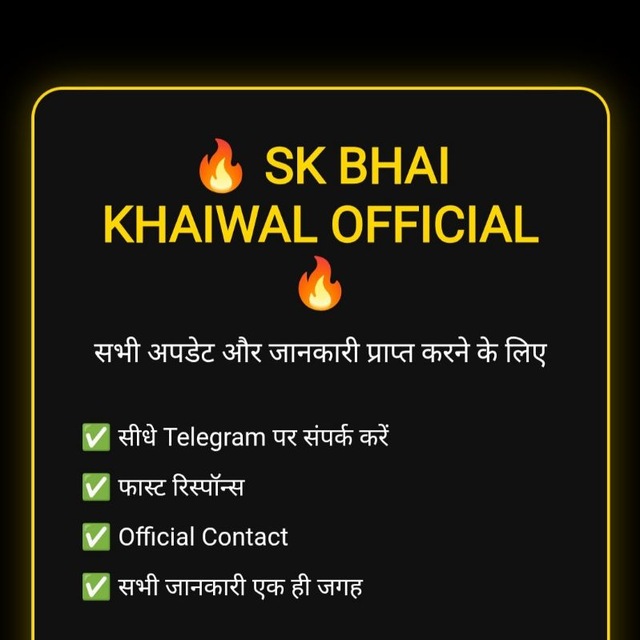 🔥 SK BHAI
KHAIWAL OFFICIAL
🔥
सभी अपडेट और जानकारी प्राप्त करने के लिए
✅ सीधे Telegram पर संपर्क करें
✅ फास्ट रिस्पॉन्स
✅ Official Contact
✅ सभी जानकारी एक ही जगह